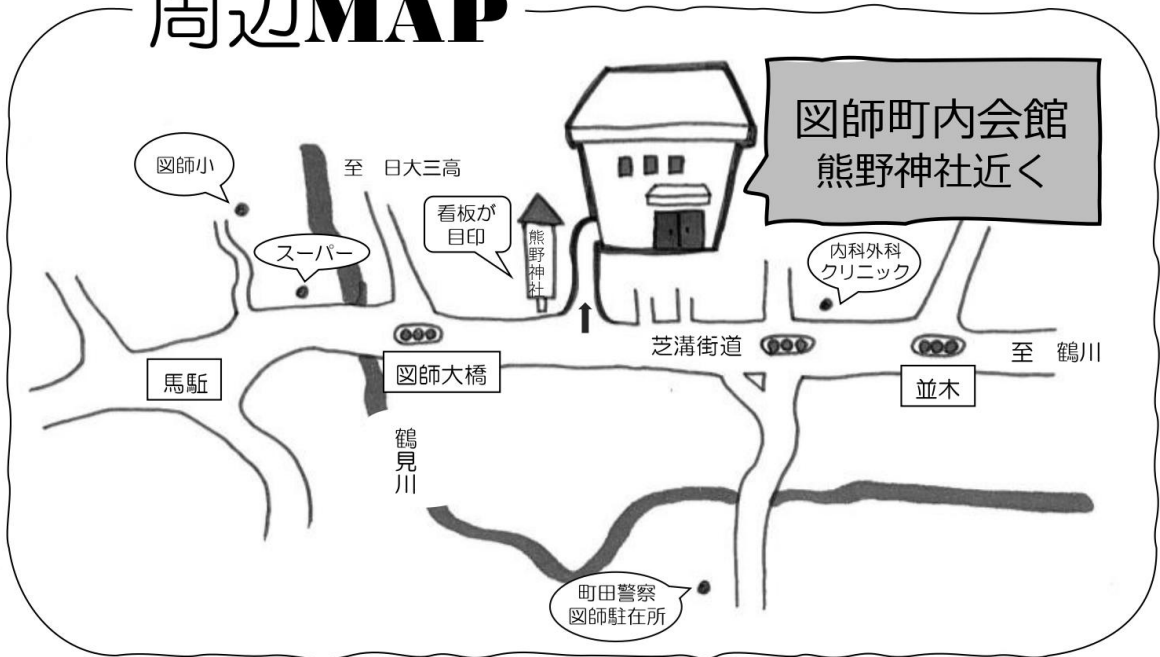 周辺MAP
図師町内会館
熊野神社近く
図師小
至 日大三高
看板が
目印
熊野神社
スーパー
内科外科
クリニック
芝溝街道
至 鶴川
馬駈
図師大橋
並木
鶴見川
町田警察
図師駐在所